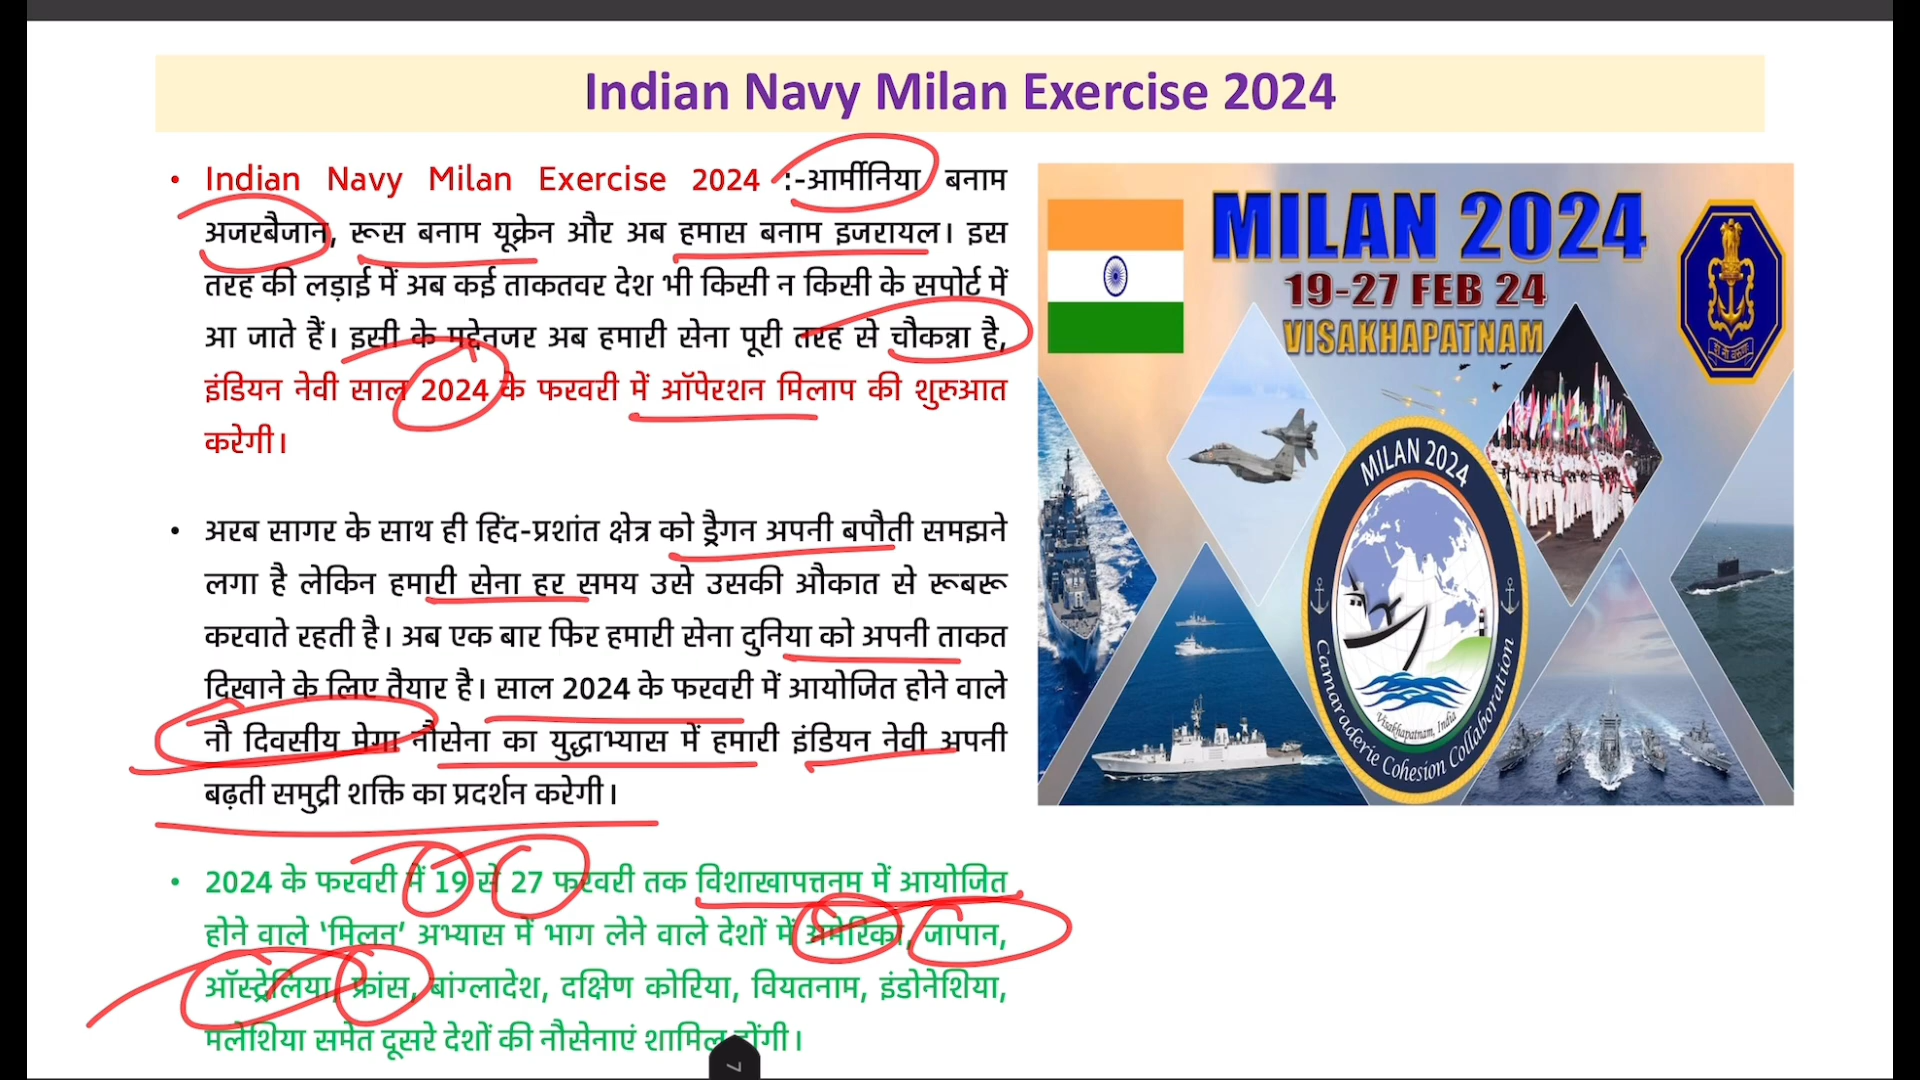 Indian Navy Milan Exercise 2024
• Indian Navy Milan Exercise 2024 :-आर्मीनिया बनाम
अजरबैजान, रूस बनाम यूक्रेन और अब हमास बनाम इजरायल। इस
तरह की लड़ाई में अब कई ताकतवर देश भी किसी न किसी के सपोर्ट में
आ जाते हैं। इसी के मद्देनजर अब हमारी सेना पूरी तरह से चौकन्ना है,
इंडियन नेवी साल 2024 के फरवरी में ऑपेरशन मिलाप की शुरुआत
करेगी।
• अरब सागर के साथ ही हिंद-प्रशांत क्षेत्र को ड्रैगन अपनी बपौती समझने
लगा है लेकिन हमारी सेना हर समय उसे उसकी औकात से रूबरू
करवाते रहती है। अब एक बार फिर हमारी सेना दुनिया को अपनी ताकत
दिखाने के लिए तैयार है। साल 2024 के फरवरी में आयोजित होने वाले
नौ दिवसीय मेगा नौसेना का युद्धाभ्यास में हमारी इंडियन नेवी अपनी
बढ़ती समुद्री शक्ति का प्रदर्शन करेगी।
• 2024 के फरवरी में 19 से 27 फरवरी तक विशाखापत्तनम में आयोजित
होने वाले ‘मिलन’ अभ्यास में भाग लेने वाले देशों में अमेरिका, जापान,
ऑस्ट्रेलिया, फ्रांस, बांग्लादेश, दक्षिण कोरिया, वियतनाम, इंडोनेशिया,
मलेशिया समेत दूसरे देशों की नौसेनाएं शामिल होंगी।
MILAN 2024
19-27 FEB 24
VISAKHAPATNAM
MILAN 2024
Visakhapatnam, India
Camaraderie Cohesion Collaboration